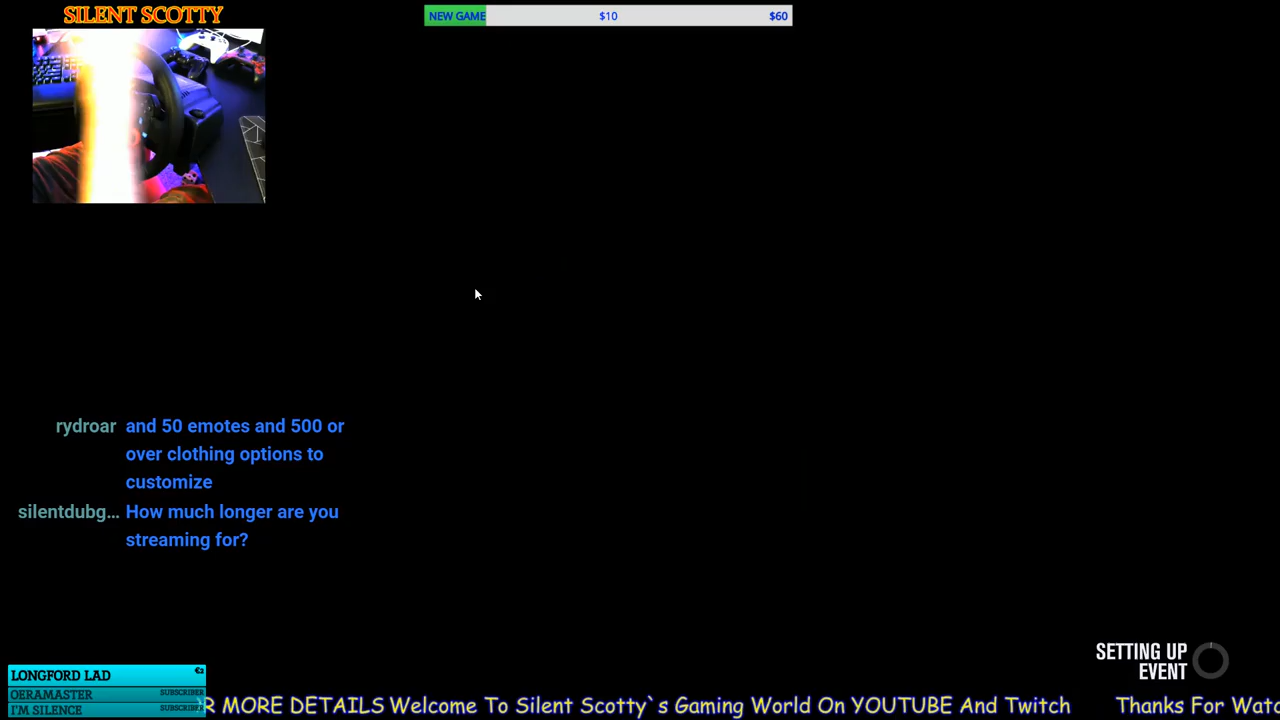 SILENT SCOTTY
NEW GAME $10 $60
rydroar and 50 emotes and 500 or
over clothing options to
customize
silentdubg… How much longer are you
streaming for?
SETTING UP
EVENT
LONGFORD LAD €2
OERAMASTER SUBSCRIBER
I'M SILENCE SUBSCRIBER
R MORE DETAILS Welcome To Silent Scotty`s Gaming World On YOUTUBE And Twitch Thanks For Watc